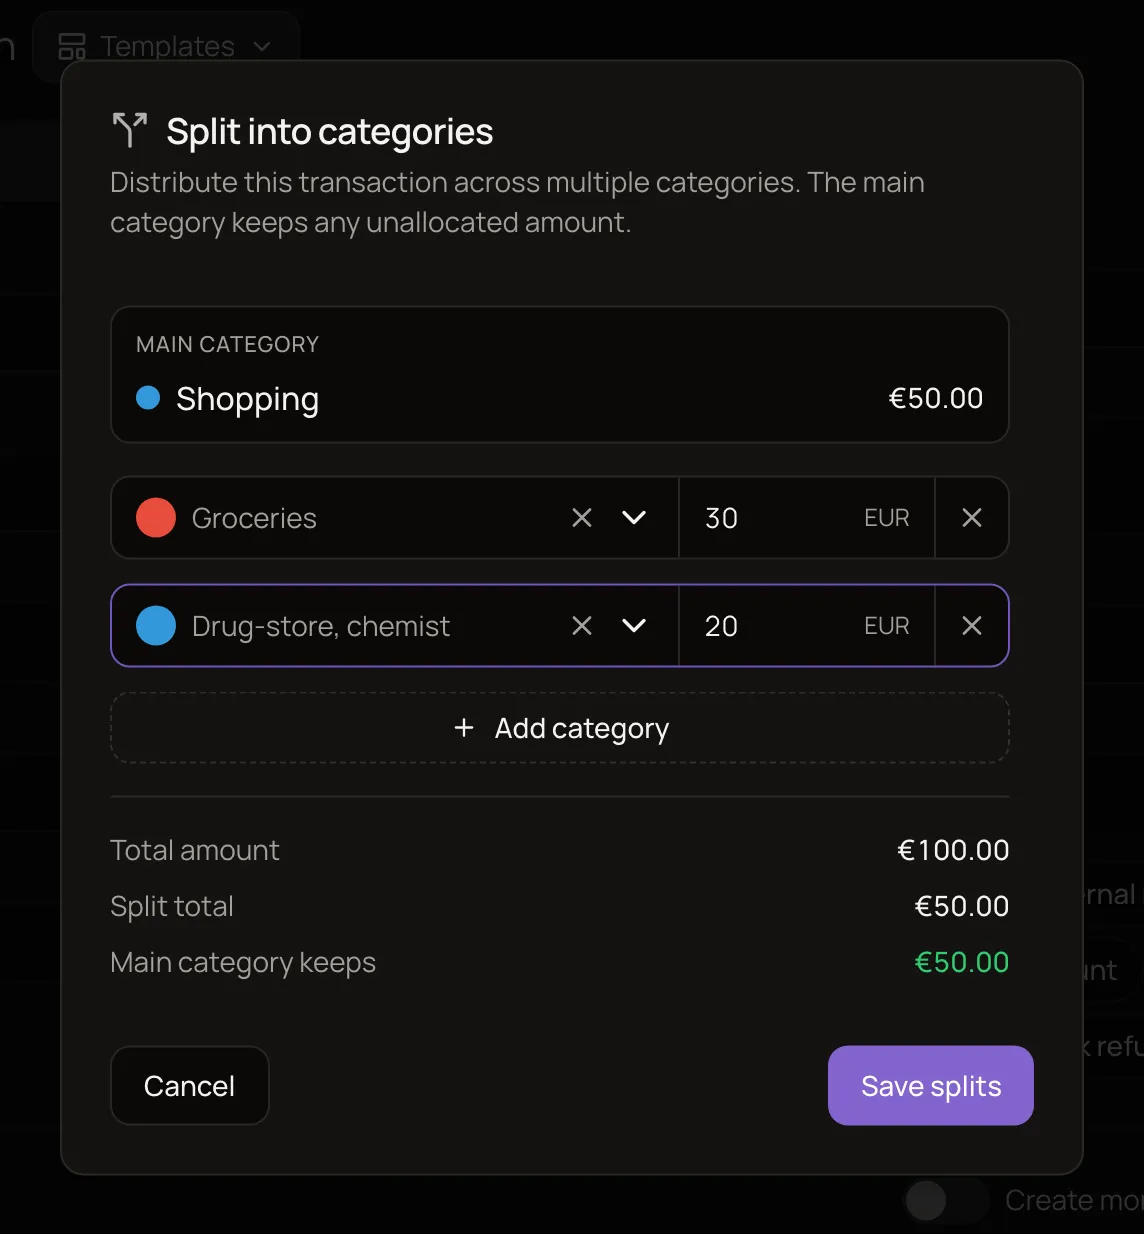 Templates
Split into categories
Distribute this transaction across multiple categories. The main
category keeps any unallocated amount.
MAIN CATEGORY
Shopping €50.00
Groceries 30 EUR
Drug-store, chemist 20 EUR
+ Add category
Total amount €100.00
Split total €50.00
Main category keeps €50.00
Cancel Save splits
Create